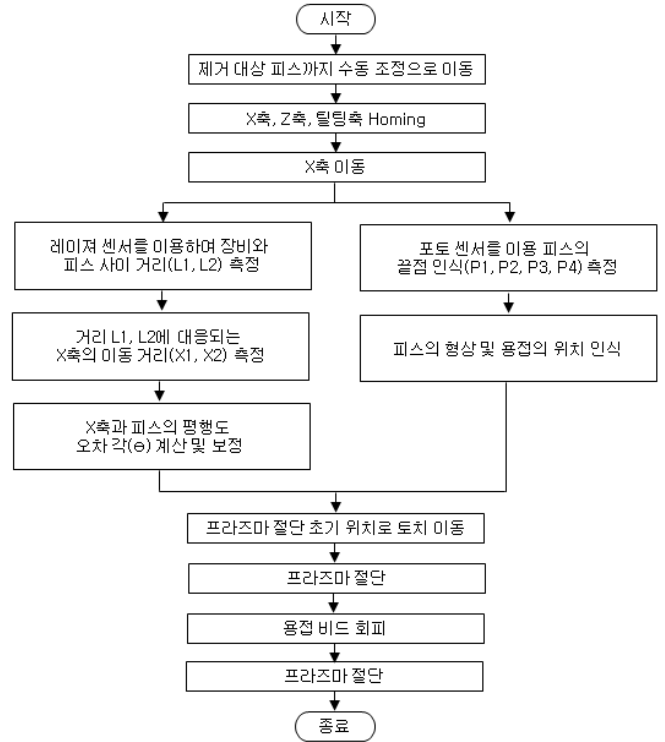 시작
제거 대상 피스까지 수동 조정으로 이동
X축, Z축, 틸팅축 Homing
X축 이동
레이져 센서를 이용하여 장비와
피스 사이 거리(L1, L2) 측정
거리 L1, L2에 대응되는
X축의 이동 거리(X1, X2) 측정
X축과 피스의 평행도
오차 각(Θ) 계산 및 보정
포토 센서를 이용 피스의
끝점 인식(P1, P2, P3, P4) 측정
피스의 형상 및 용접의 위치 인식
프라즈마 절단 초기 위치로 토치 이동
프라즈마 절단
용접 비드 회피
프라즈마 절단
종료